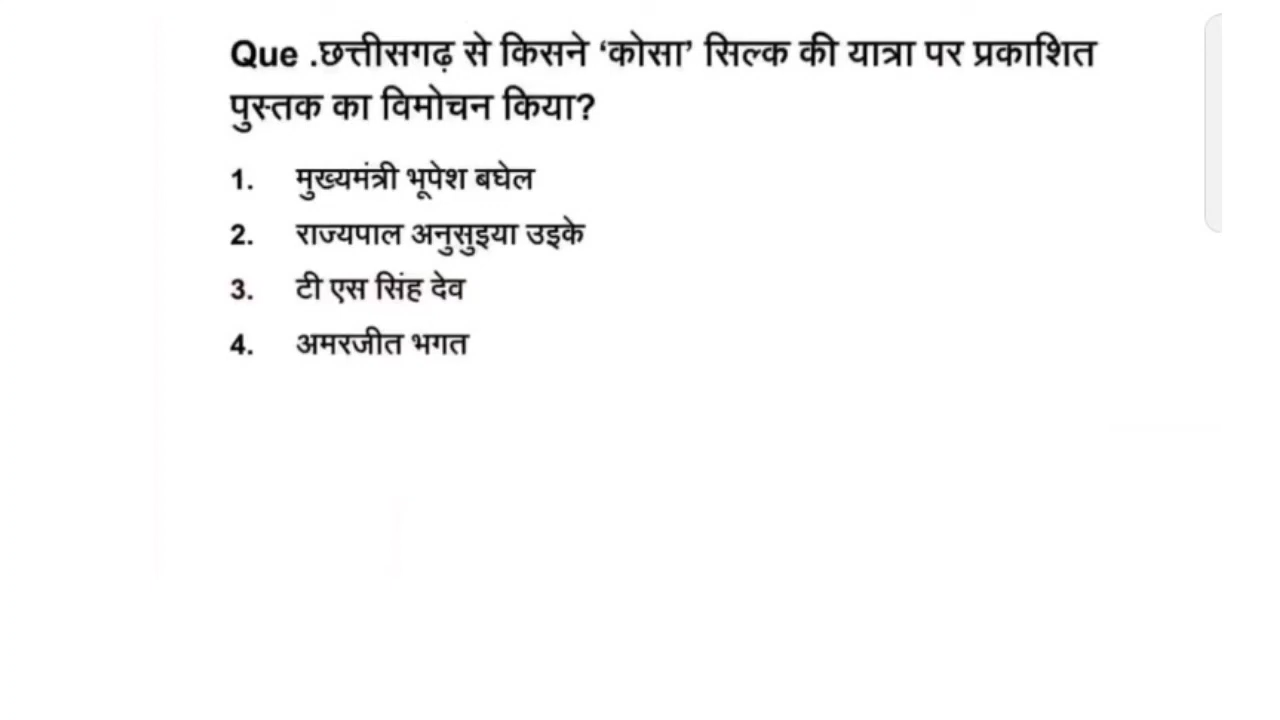 Que .छत्तीसगढ़ से किसने ‘कोसा’ सिल्क की यात्रा पर प्रकाशित
पुस्तक का विमोचन किया?
1. मुख्यमंत्री भूपेश बघेल
2. राज्यपाल अनुसुइया उइके
3. टी एस सिंह देव
4. अमरजीत भगत